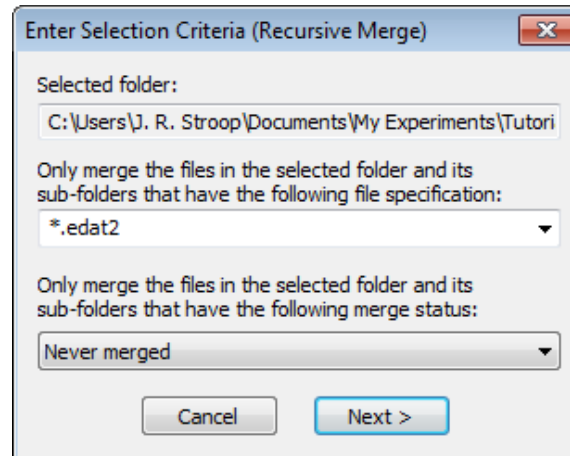 Enter Selection Criteria (Recursive Merge)
Selected folder:
C:\Users\J. R. Stroop\Documents\My Experiments\Tutori
Only merge the files in the selected folder and its
sub-folders that have the following file specification:
*.edat2
Only merge the files in the selected folder and its
sub-folders that have the following merge status:
Never merged
Cancel Next >